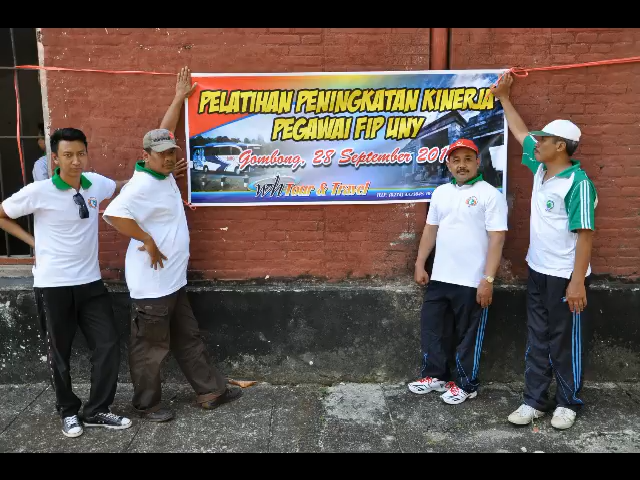 PELATIHAN PENINGKATAN KINERJA
PEGAWAI FIP UNY
Gombong, 28 September 201
wh Tour & Travel